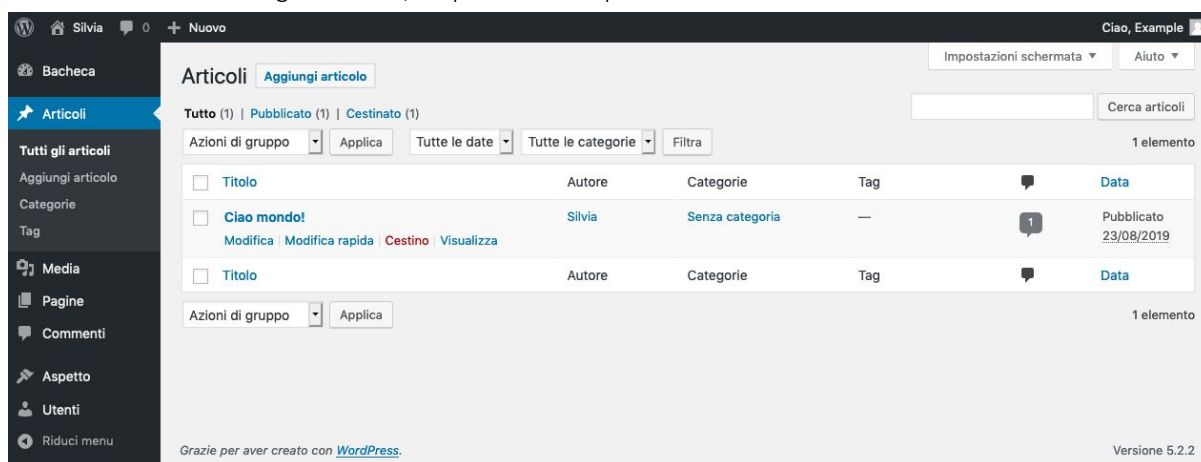 Silvia 0 + Nuovo Ciao, Example
Impostazioni schermata ▼ Aiuto ▼
Bacheca
Articoli Aggiungi articolo
Articoli
Tutto (1) | Pubblicato (1) | Cestinato (1) Cerca articoli
Azioni di gruppo Applica Tutte le date Tutte le categorie Filtra 1 elemento
Tutti gli articoli
Aggiungi articolo
Categorie
Tag
Titolo Autore Categorie Tag Data
Ciao mondo! Silvia Senza categoria — 1 Pubblicato
Modifica | Modifica rapida | Cestino | Visualizza 23/08/2019
Media
Titolo Autore Categorie Tag Data
Pagine
Azioni di gruppo Applica 1 elemento
Commenti
Aspetto
Utenti
Riduci menu
Grazie per aver creato con WordPress. Versione 5.2.2